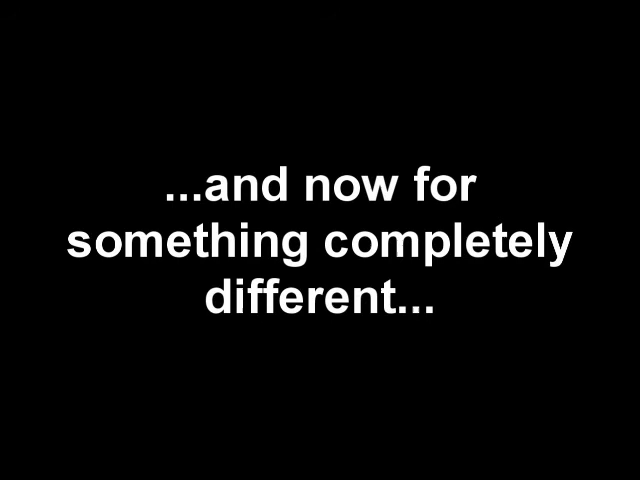 ...and now for
something completely
different...